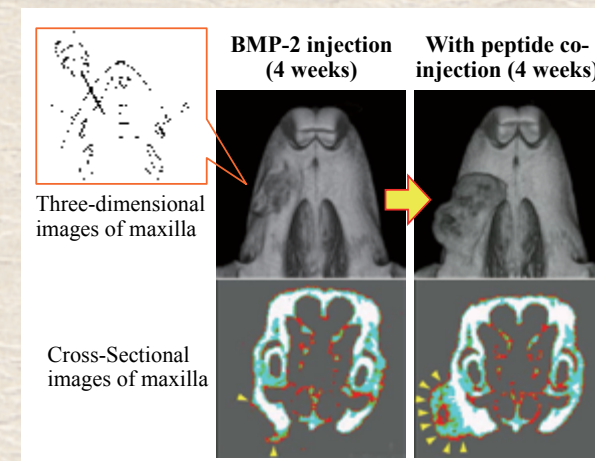 BMP-2 injection
(4 weeks)
With peptide co-
injection (4 weeks)
Three-dimensional
images of maxilla
Cross-Sectional
images of maxilla